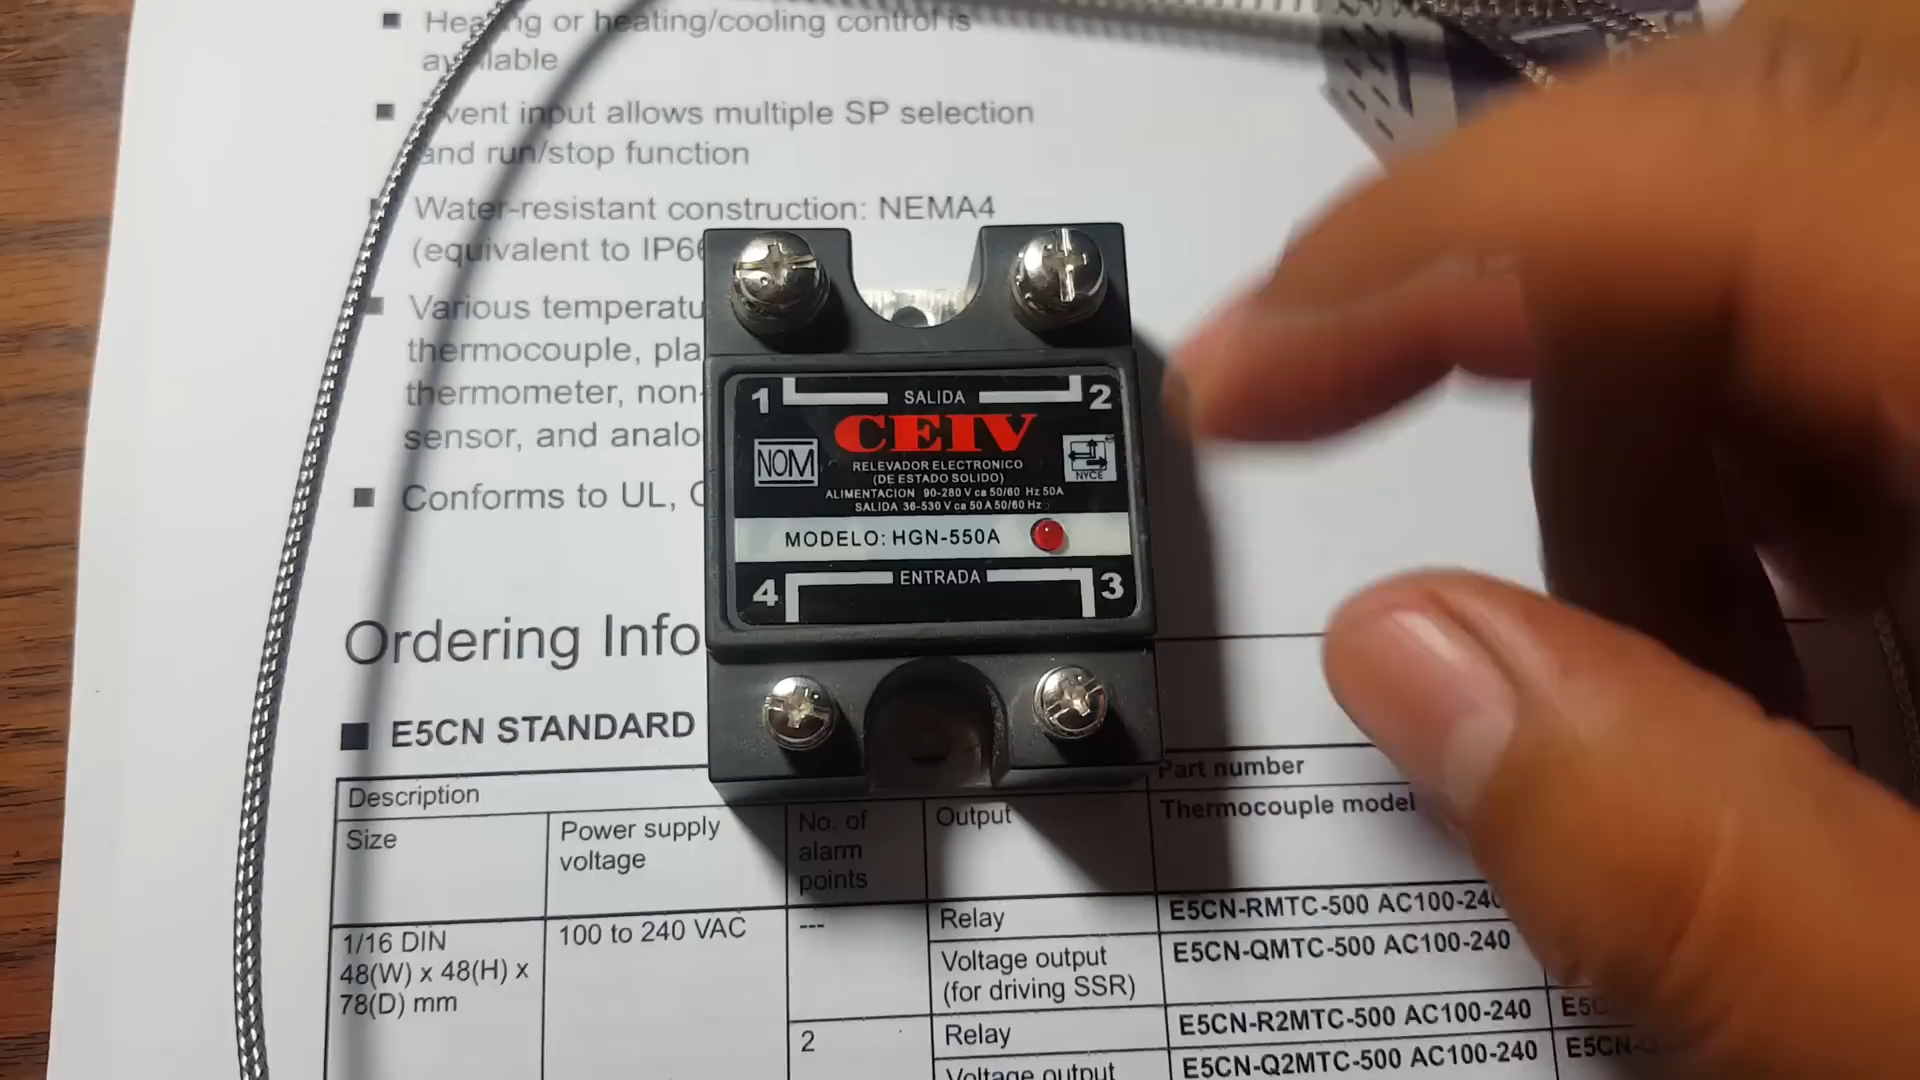 Heating or heating/cooling control is
available
Event input allows multiple SP selection
and run/stop function
Water-resistant construction: NEMA4
(equivalent to IP66
Various temperatu
thermocouple, pla
thermometer, non-
sensor, and analo
Conforms to UL, C
1 SALIDA 2
CEIV
NOM
NYCE
RELEVADOR ELECTRONICO
(DE ESTADO SOLIDO)
ALIMENTACION 90-280 V ca 50/60 Hz 50A
SALIDA 36-530 V ca 50 A 50/60 Hz
MODELO: HGN-550A
4 ENTRADA 3
Ordering Info
E5CN STANDARD
Description
Part number
Size
Power supply
voltage
No. of
alarm
points
Output
Thermocouple model
1/16 DIN
48(W) x 48(H) x
78(D) mm
100 to 240 VAC
---
Relay
E5CN-RMTC-500 AC100-240
Voltage output
(for driving SSR)
E5CN-QMTC-500 AC100-240
2
Relay
E5CN-R2MTC-500 AC100-240
E5C
Voltage output
E5CN-Q2MTC-500 AC100-240
E5CN-